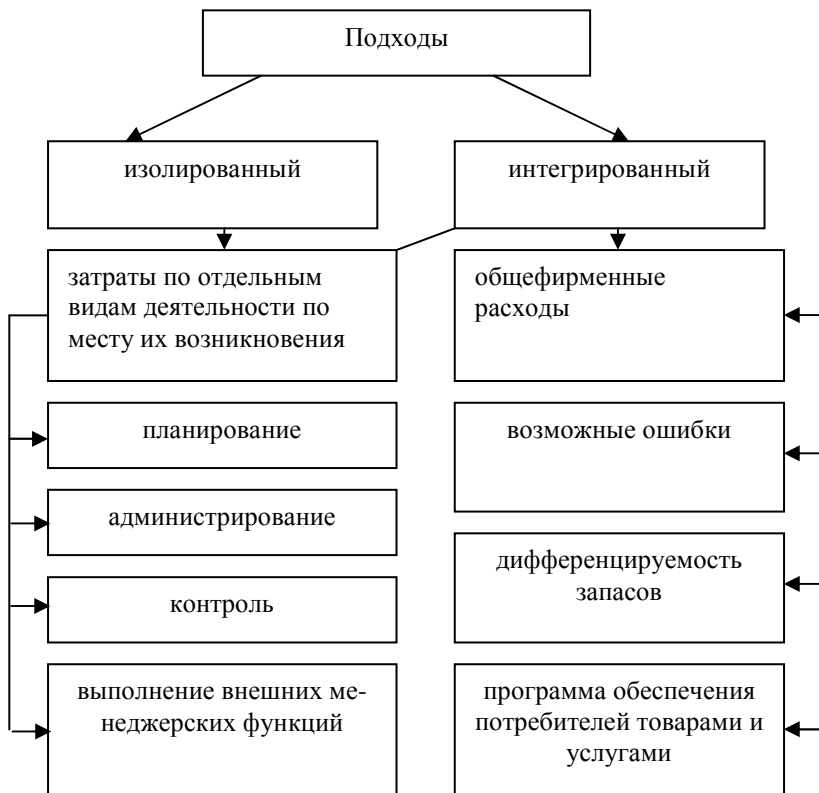 Подходы
изолированный
интегрированный
затраты по отдельным
видам деятельности по
месту их возникновения
общефирменные
расходы
планирование
возможные ошибки
администрирование
дифференцируемость
запасов
контроль
выполнение внешних ме-
неджерских функций
программа обеспечения
потребителей товарами и
услугами